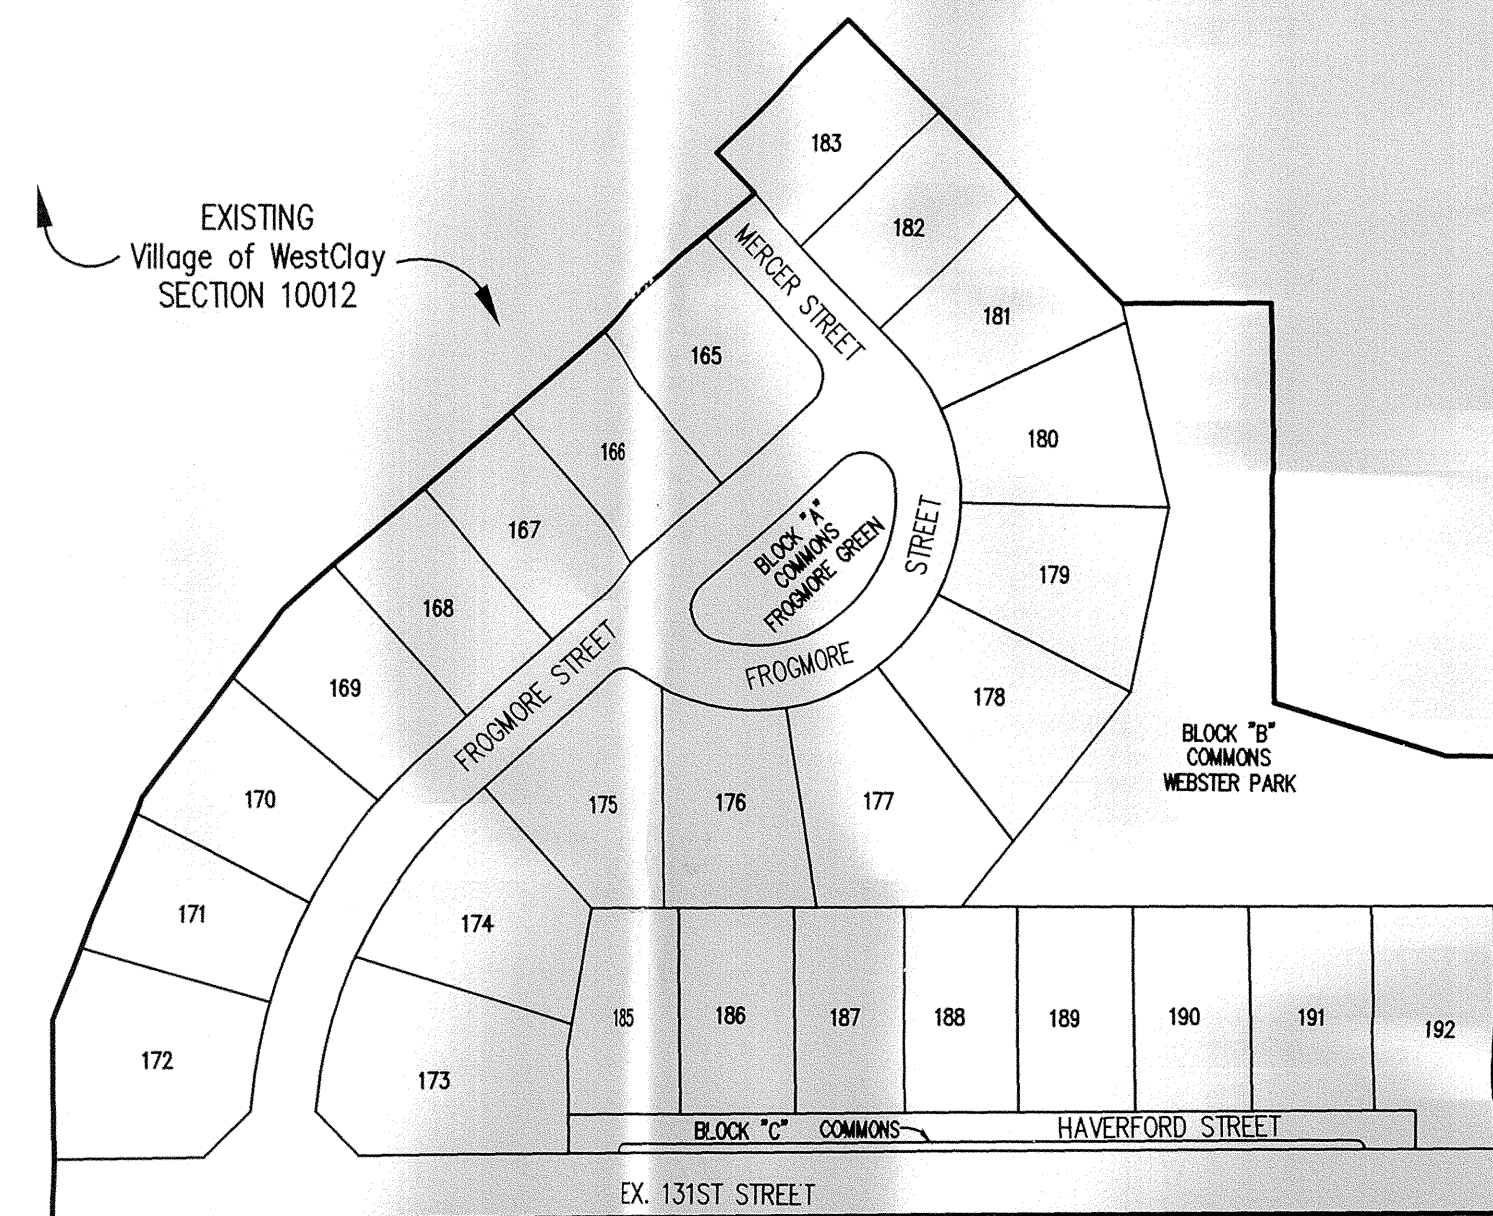 183
EXISTING
Village of WestClay
SECTION 10012
182
MERCER STREET
181
165
180
166
167
BLOCK "A"
COMMONS
FROGMORE GREEN
STREET
179
168
FROGMORE STREET
FROGMORE
169
178
BLOCK "B"
COMMONS
WEBSTER PARK
170
175
176
177
171
174
172
173
185
186
187
188
189
190
191
192
BLOCK "C" COMMONS
HAVERFORD STREET
EX. 131ST STREET